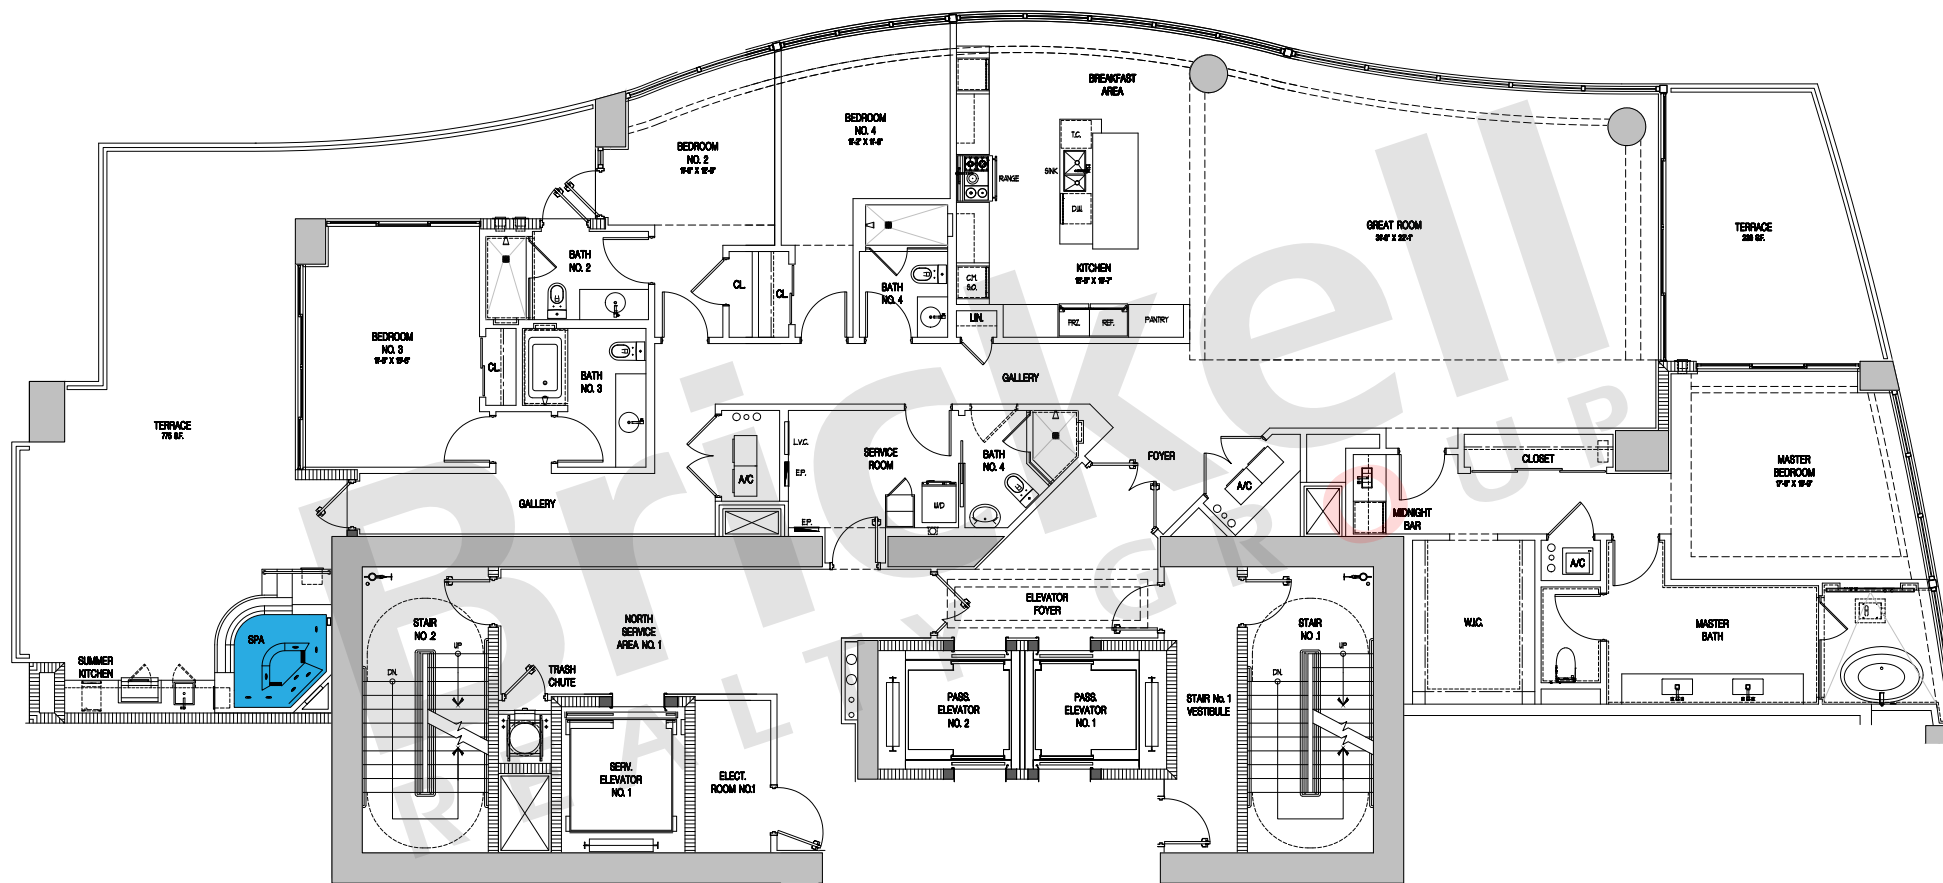 BREAKFAST
AREA
BEDROOM
NO. 4
BEDROOM
NO. 2
T.C.
SINK
RANGE
D.W.
TERRACE
GREAT ROOM
BATH
NO. 2
KITCHEN
C.M.
S.O.
CL.
CL.
BATH
NO. 4
LIN.
FRZ.
REF.
PANTRY
BEDROOM
NO. 3
CL.
BATH
NO. 3
GALLERY
TERRACE
775 S.F.
L.V.C.
SERVICE
ROOM
BATH
NO. 4
FOYER
CLOSET
MASTER
BEDROOM
E.P.
A/C
A/C
W/D
GALLERY
E.P.
MIDNIGHT
BAR
A/C
ELEVATOR
FOYER
STAIR
NO .2
NORTH
SERVICE
AREA NO. 1
STAIR
NO .1
W.I.C.
MASTER
BATH
SPA
UP
UP
SUMMER
KITCHEN
DN.
DN.
TRASH
CHUTE
PASS.
ELEVATOR
NO. 2
PASS.
ELEVATOR
NO. 1
STAIR No. 1
VESTIBULE
SERV.
ELEVATOR
NO. 1
ELECT.
ROOM NO.1
Brickell
REALTY GROUP